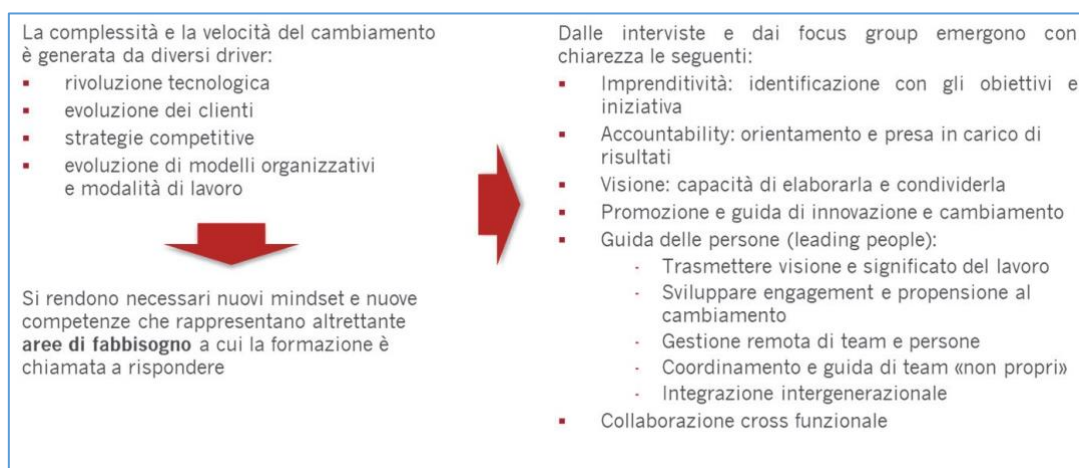 La complessità e la velocità del cambiamento
è generata da diversi driver:
▪ rivoluzione tecnologica
▪ evoluzione dei clienti
▪ strategie competitive
▪ evoluzione di modelli organizzativi
e modalità di lavoro
Si rendono necessari nuovi mindset e nuove
competenze che rappresentano altrettante
aree di fabbisogno a cui la formazione è
chiamata a rispondere
Dalle interviste e dai focus group emergono con
chiarezza le seguenti:
▪ Imprenditività: identificazione con gli obiettivi e
iniziativa
▪ Accountability: orientamento e presa in carico di
risultati
▪ Visione: capacità di elaborarla e condividerla
▪ Promozione e guida di innovazione e cambiamento
▪ Guida delle persone (leading people):
- Trasmettere visione e significato del lavoro
- Sviluppare engagement e propensione al
cambiamento
- Gestione remota di team e persone
- Coordinamento e guida di team «non propri»
- Integrazione intergenerazionale
▪ Collaborazione cross funzionale